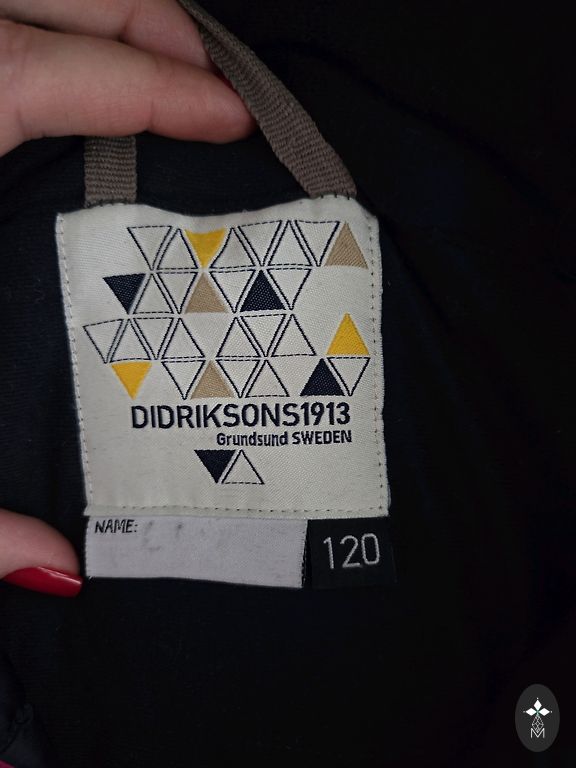 DIDRIKSONS1913
Grundsund SWEDEN
NAME:
120